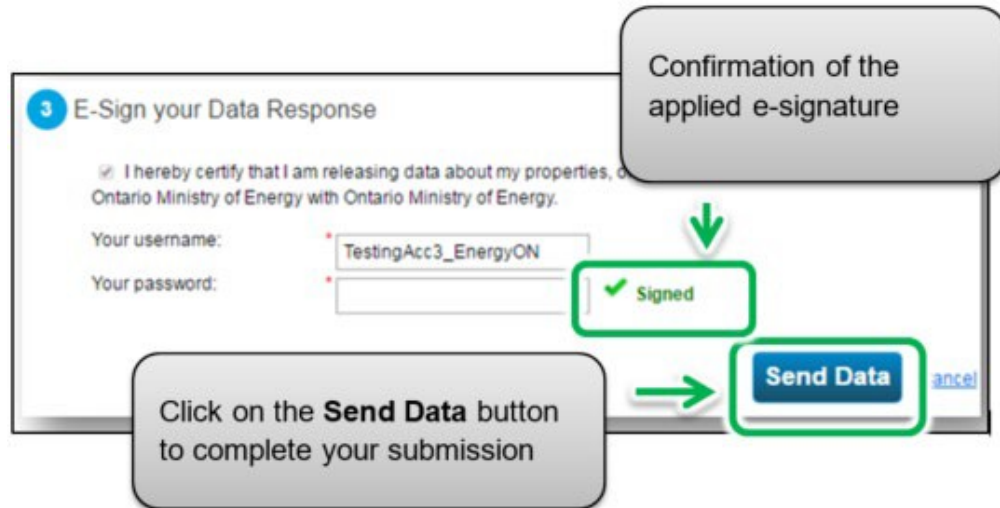 Confirmation of the
applied e-signature
3 E-Sign your Data Response
I hereby certify that I am releasing data about my properties,
Ontario Ministry of Energy with Ontario Ministry of Energy.
Your username: * TestingAcc3_EnergyON
Your password: *
Signed
Send Data
ancel
Click on the Send Data button
to complete your submission